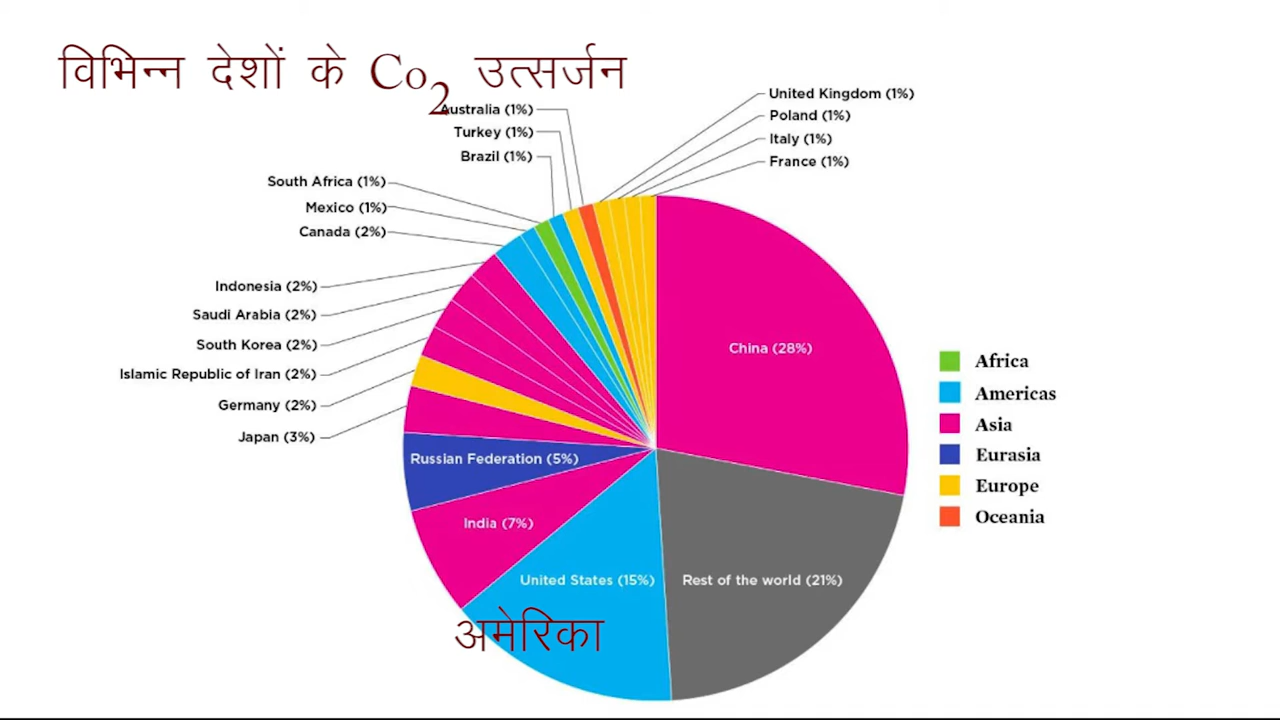 विभिन्न देशों के Co2 उत्सर्जन
Australia (1%)
Turkey (1%)
Brazil (1%)
South Africa (1%)
Mexico (1%)
Canada (2%)
Indonesia (2%)
Saudi Arabia (2%)
South Korea (2%)
Islamic Republic of Iran (2%)
Germany (2%)
Japan (3%)
Russian Federation (5%)
India (7%)
United States (15%)
अमेरिका
Rest of the world (21%)
China (28%)
United Kingdom (1%)
Poland (1%)
Italy (1%)
France (1%)
Africa
Americas
Asia
Eurasia
Europe
Oceania